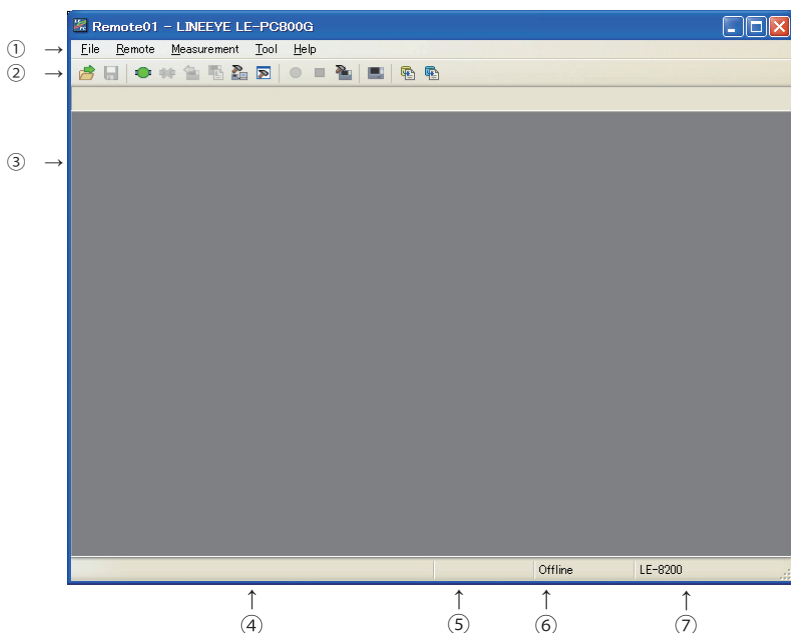 Remote01 - LINEEYE LE-PC800G
① → File Remote Measurement Tool Help
② →
③ →
Offline LE-8200
↑ ↑ ↑ ↑
④ ⑤ ⑥ ⑦